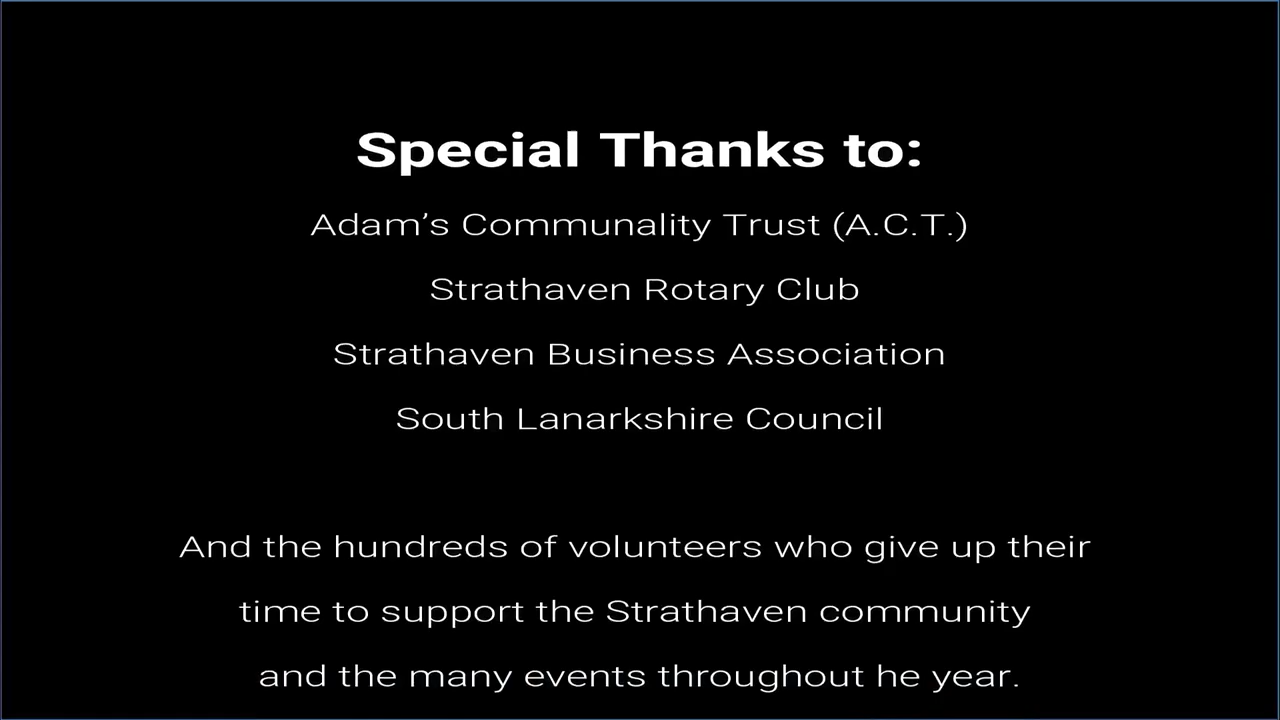 Special Thanks to:
Adam’s Communality Trust (A.C.T.)
Strathaven Rotary Club
Strathaven Business Association
South Lanarkshire Council
And the hundreds of volunteers who give up their
time to support the Strathaven community
and the many events throughout he year.